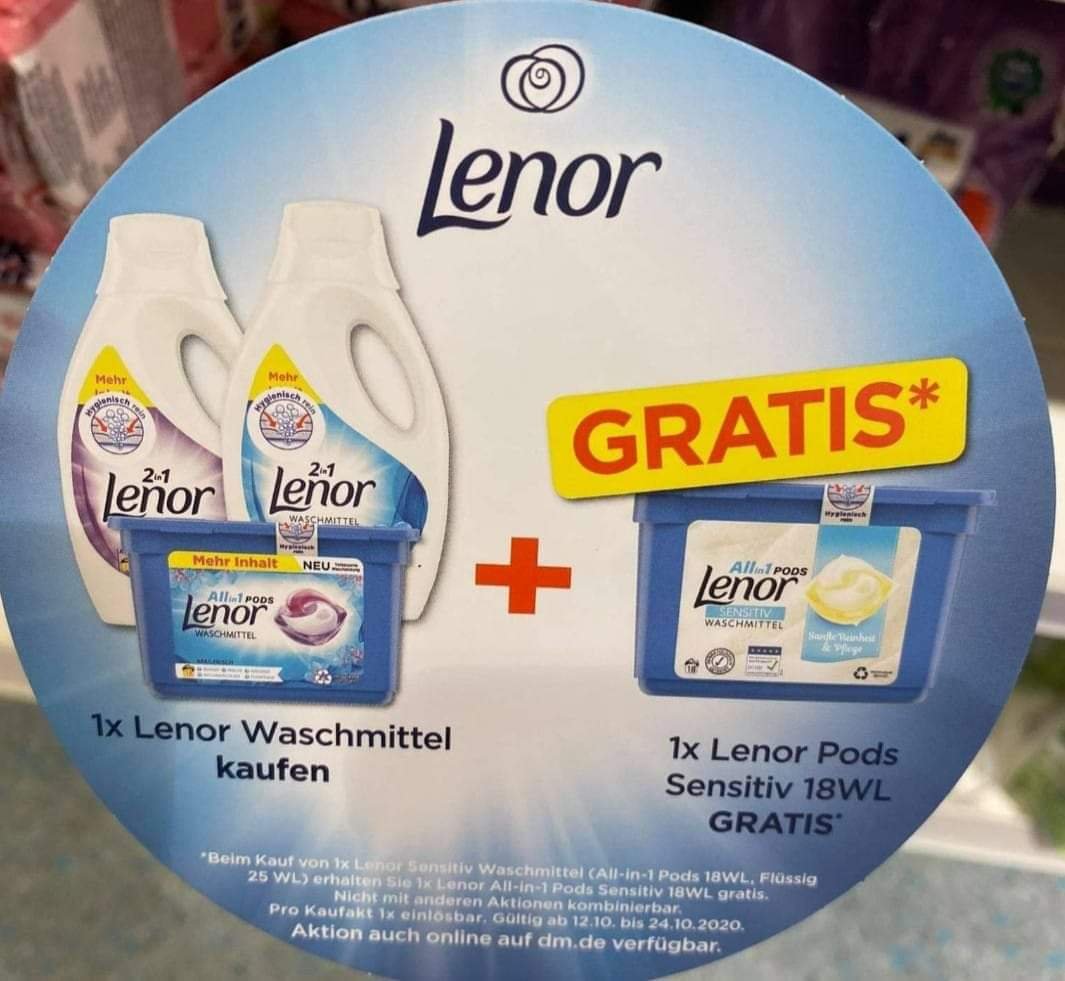 Lenor
Mehr
Hygienisch rein
2in1
Lenor
Mehr
Hygienisch rein
2in1
Lenor
WASCHMITTEL
Hygienisch
rein
Mehr Inhalt
NEU
All in 1 PODS
Lenor
WASCHMITTEL
GRATIS*
Hygienisch
rein
All in 1 PODS
Lenor
SENSITIV
WASCHMITTEL
Sanfte Reinheit
& Pflege
18
+
1x Lenor Waschmittel
kaufen
1x Lenor Pods
Sensitiv 18WL
GRATIS*
*Beim Kauf von 1x Lenor Sensitiv Waschmittel (All-in-1 Pods 18WL, Flüssig
25 WL) erhalten Sie 1x Lenor All-in-1 Pods Sensitiv 18WL gratis.
Nicht mit anderen Aktionen kombinierbar.
Pro Kaufakt 1x einlösbar. Gültig ab 12.10. bis 24.10.2020.
Aktion auch online auf dm.de verfügbar.